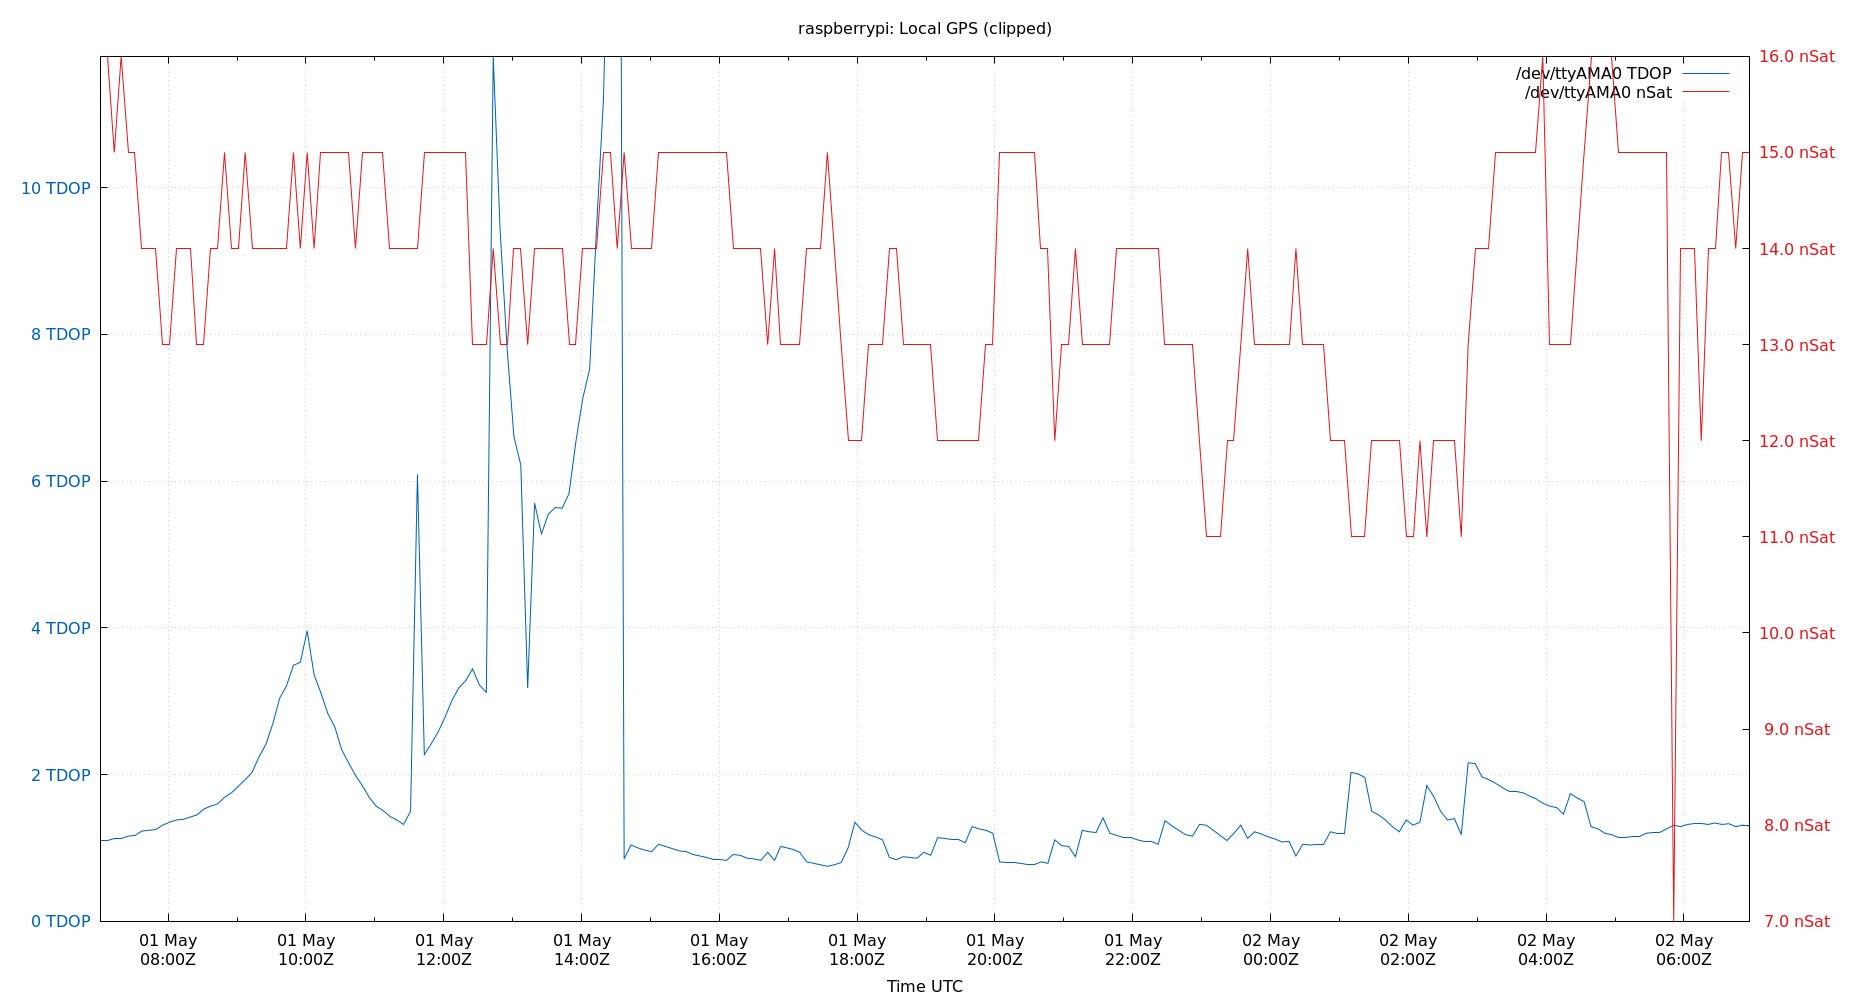 raspberrypi: Local GPS (clipped)
/dev/ttyAMA0 TDOP
/dev/ttyAMA0 nSat
10 TDOP
8 TDOP
6 TDOP
4 TDOP
2 TDOP
0 TDOP
16.0 nSat
15.0 nSat
14.0 nSat
13.0 nSat
12.0 nSat
11.0 nSat
10.0 nSat
9.0 nSat
8.0 nSat
7.0 nSat
01 May 01 May 01 May 01 May 01 May 01 May 01 May 01 May 02 May 02 May 02 May 02 May
08:00Z 10:00Z 12:00Z 14:00Z 16:00Z 18:00Z 20:00Z 22:00Z 00:00Z 02:00Z 04:00Z 06:00Z
Time UTC